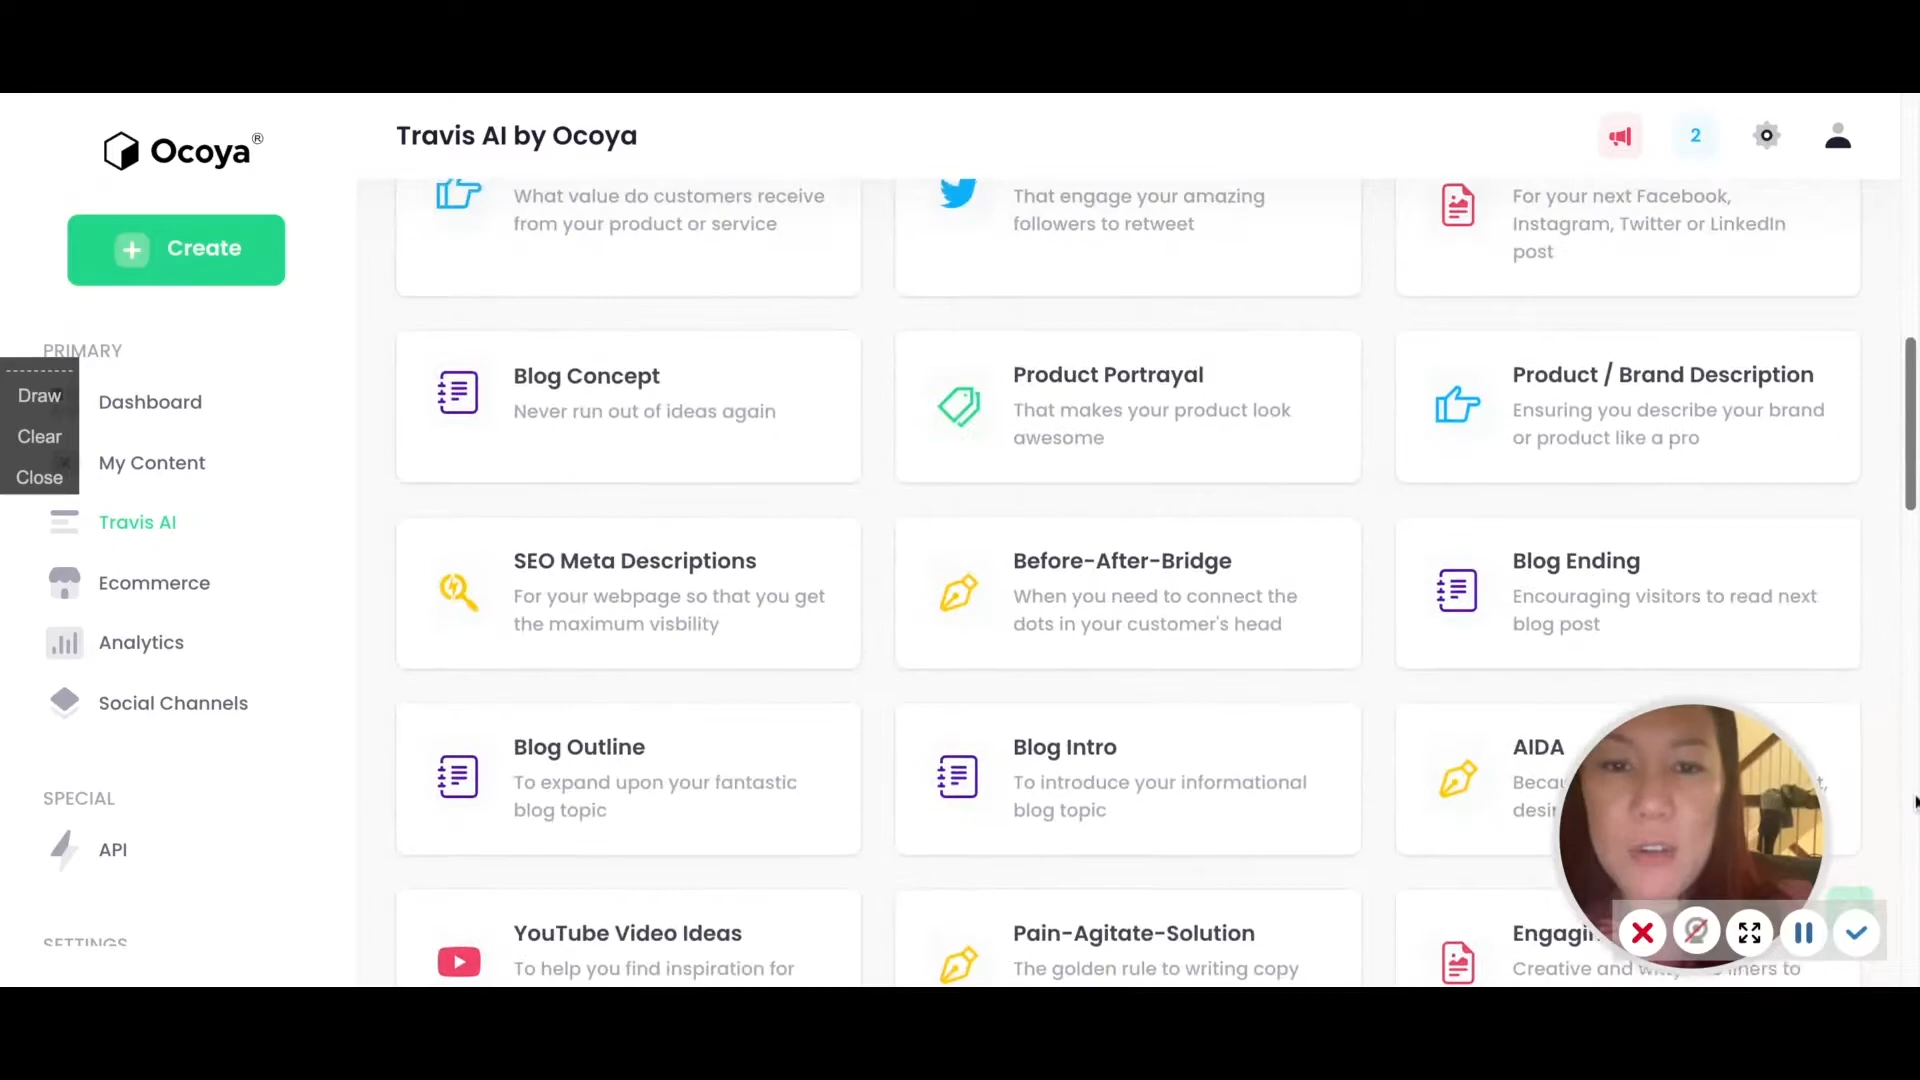 Ocoya®
Travis AI by Ocoya
2
Create
PRIMARY
Draw
Clear
Close
Dashboard
My Content
Travis AI
Ecommerce
Analytics
Social Channels
SPECIAL
API
SETTINGS
What value do customers receive
from your product or service
That engage your amazing
followers to retweet
For your next Facebook,
Instagram, Twitter or LinkedIn
post
Blog Concept
Never run out of ideas again
Product Portrayal
That makes your product look
awesome
Product / Brand Description
Ensuring you describe your brand
or product like a pro
SEO Meta Descriptions
For your webpage so that you get
the maximum visbility
Before-After-Bridge
When you need to connect the
dots in your customer's head
Blog Ending
Encouraging visitors to read next
blog post
Blog Outline
To expand upon your fantastic
blog topic
Blog Intro
To introduce your informational
blog topic
AIDA
YouTube Video Ideas
To help you find inspiration for
Pain-Agitate-Solution
The golden rule to writing copy
Creative and
to